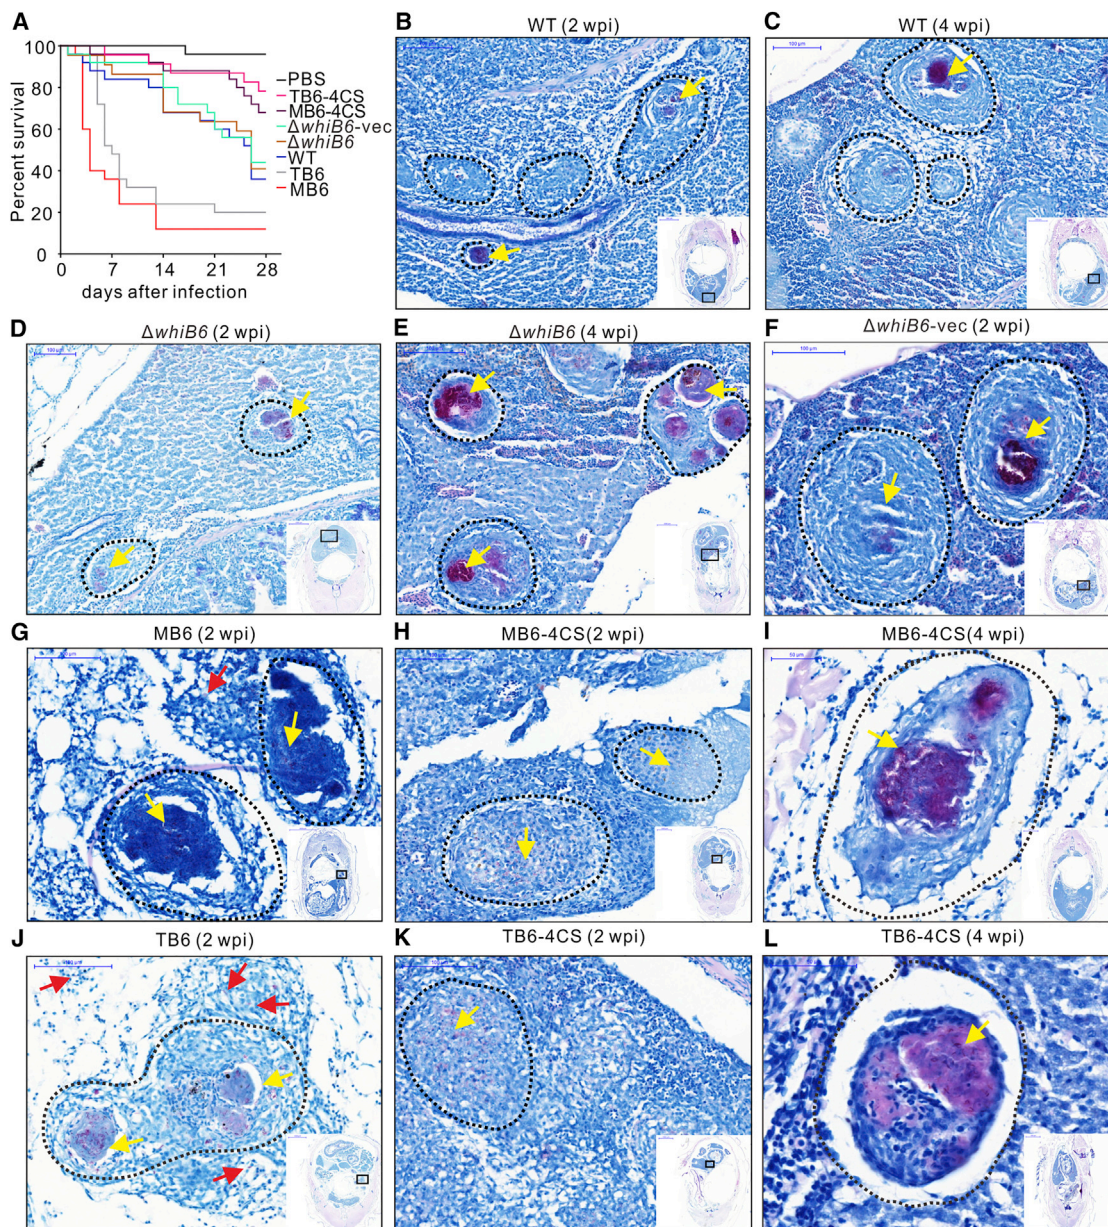 A
100
80
60
40
20
0
Percent survival
0 7 14 21 28
days after infection
PBS
TB6-4CS
MB6-4CS
ΔwhiB6-vec
ΔwhiB6
WT
TB6
MB6
B WT (2 wpi)
C WT (4 wpi)
100 µm
D ΔwhiB6 (2 wpi)
100 µm
E ΔwhiB6 (4 wpi)
F ΔwhiB6-vec (2 wpi)
100 µm
G MB6 (2 wpi)
H MB6-4CS(2 wpi)
I MB6-4CS(4 wpi)
50 µm
J TB6 (2 wpi)
K TB6-4CS (2 wpi)
L TB6-4CS (4 wpi)